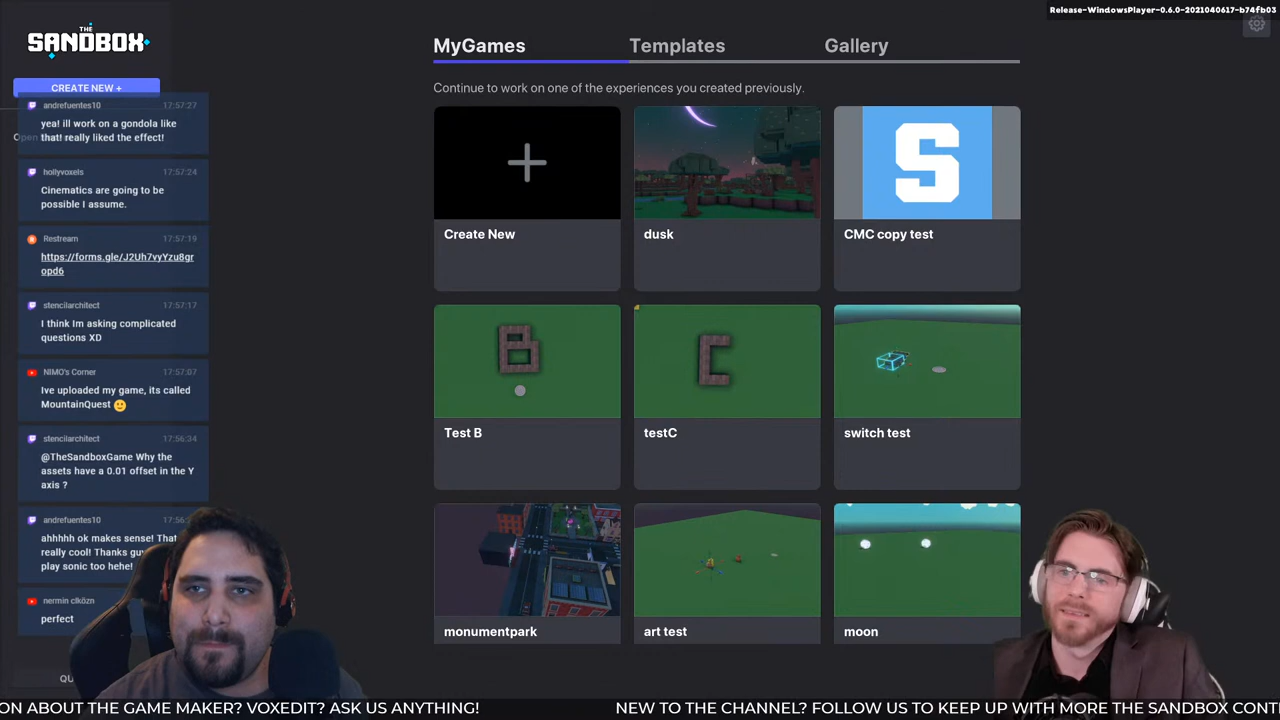 Release-WindowsPlayer-0.6.0-2021040617-b74fb03
THE
SANDBOX
CREATE NEW +
Open
andrefuentes10 17:57:27
yea! ill work on a gondola like
that! really liked the effect!
hollyvoxels 17:57:24
Cinematics are going to be
possible I assume.
Restream 17:57:19
https://forms.gle/J2Uh7vyYzu8gr
opd6
stencilarchitect 17:57:17
I think Im asking complicated
questions XD
NIMO's Corner 17:57:07
Ive uploaded my game, its called
MountainQuest 🙂
stencilarchitect 17:56:34
@TheSandboxGame Why the
assets have a 0.01 offset in the Y
axis ?
andrefuentes10 17:56:
ahhhhh ok makes sense! That
really cool! Thanks gu
play sonic too hehe!
nermin clközn
perfect
QU
MyGames Templates Gallery
Continue to work on one of the experiences you created previously.
Create New
dusk
S
CMC copy test
B
Test B
C
testC
switch test
monumentpark
art test
moon
ON ABOUT THE GAME MAKER? VOXEDIT? ASK US ANYTHING! NEW TO THE CHANNEL? FOLLOW US TO KEEP UP WITH MORE THE SANDBOX CONT